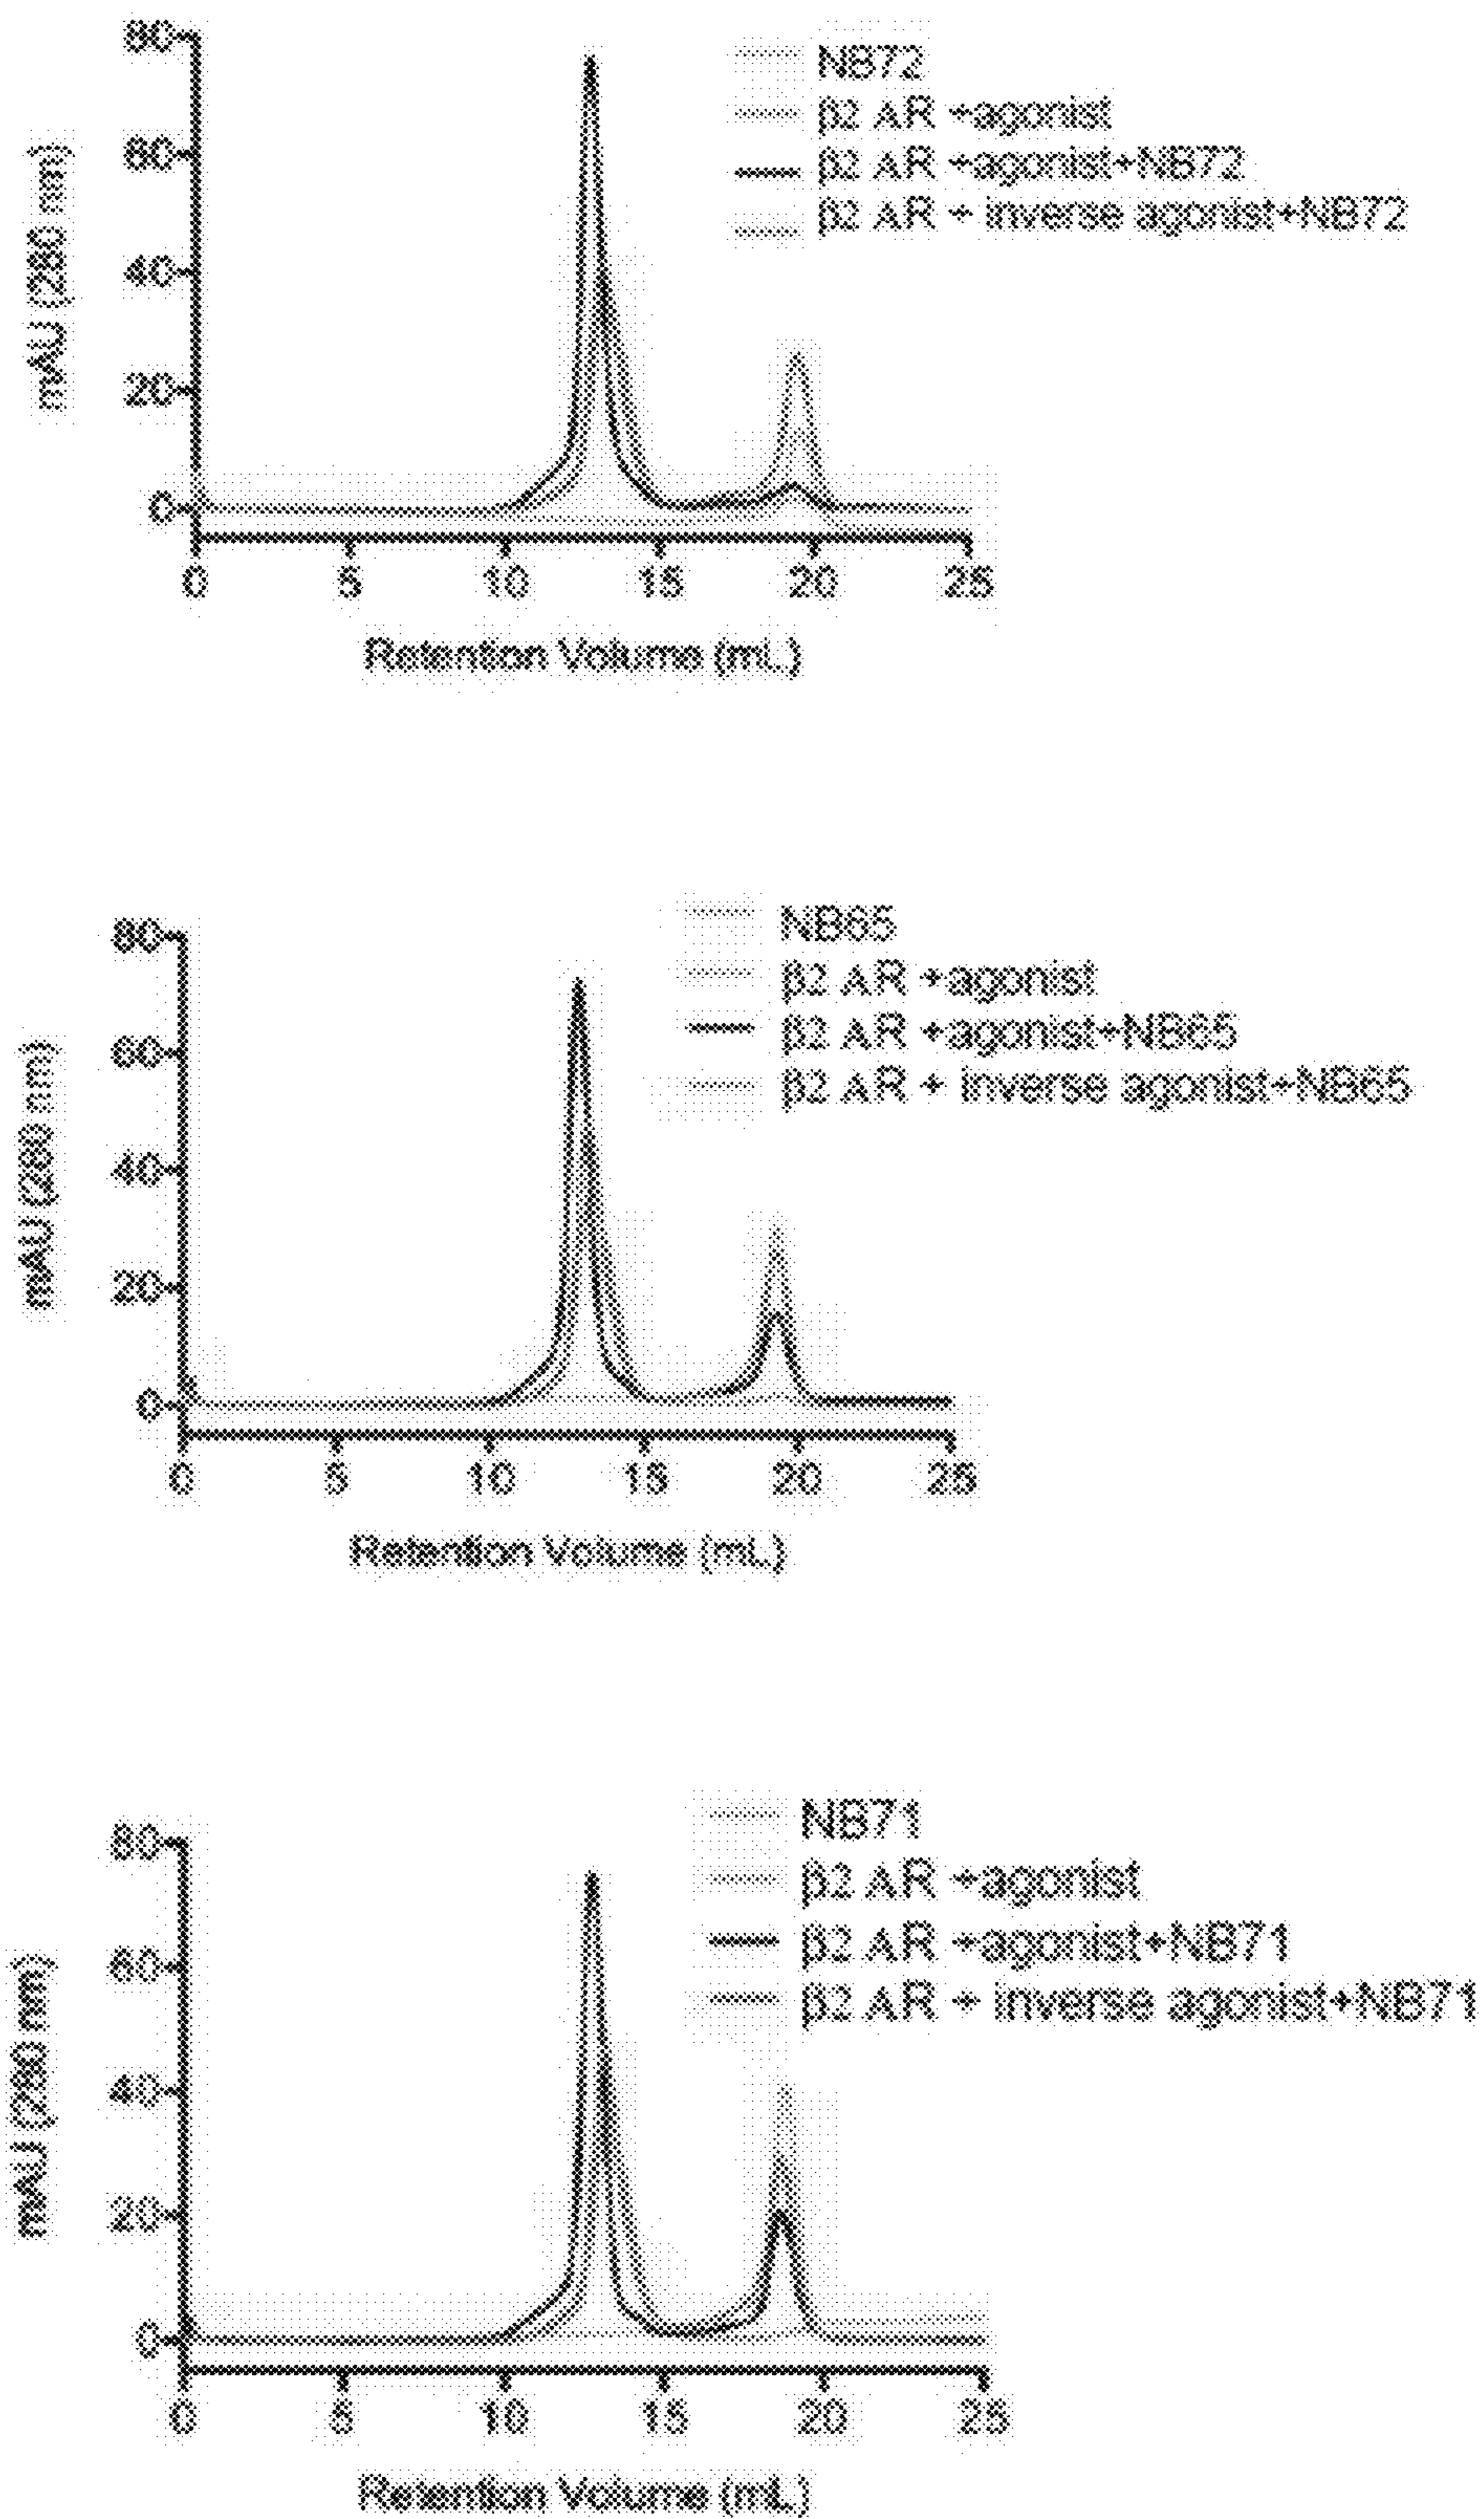 80
60
40
20
0
mAU (280 nm)
NB72
β2 AR +agonist
β2 AR +agonist+NB72
β2 AR + inverse agonist+NB72
0 5 10 15 20 25
Retention Volume (mL)
80
60
40
20
0
mAU (280 nm)
NB65
β2 AR +agonist
β2 AR +agonist+NB65
β2 AR + inverse agonist+NB65
0 5 10 15 20 25
Retention Volume (mL)
80
60
40
20
0
mAU (280 nm)
NB71
β2 AR +agonist
β2 AR +agonist+NB71
β2 AR + inverse agonist+NB71
0 5 10 15 20 25
Retention Volume (mL)